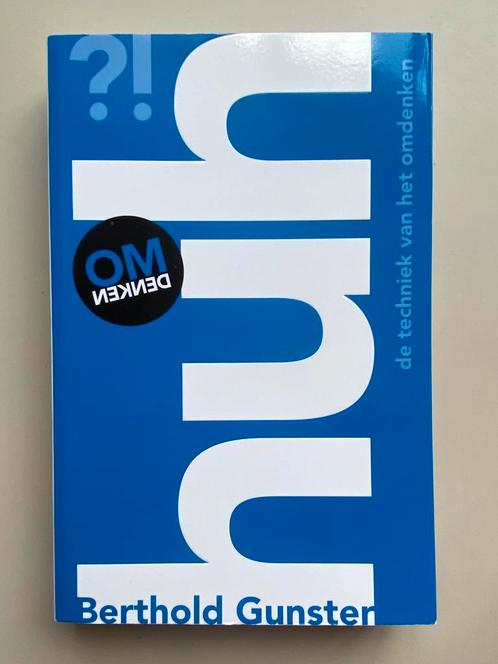 ?!
huh
de techniek van het omdenken
OM
DENKEN
Berthold Gunster